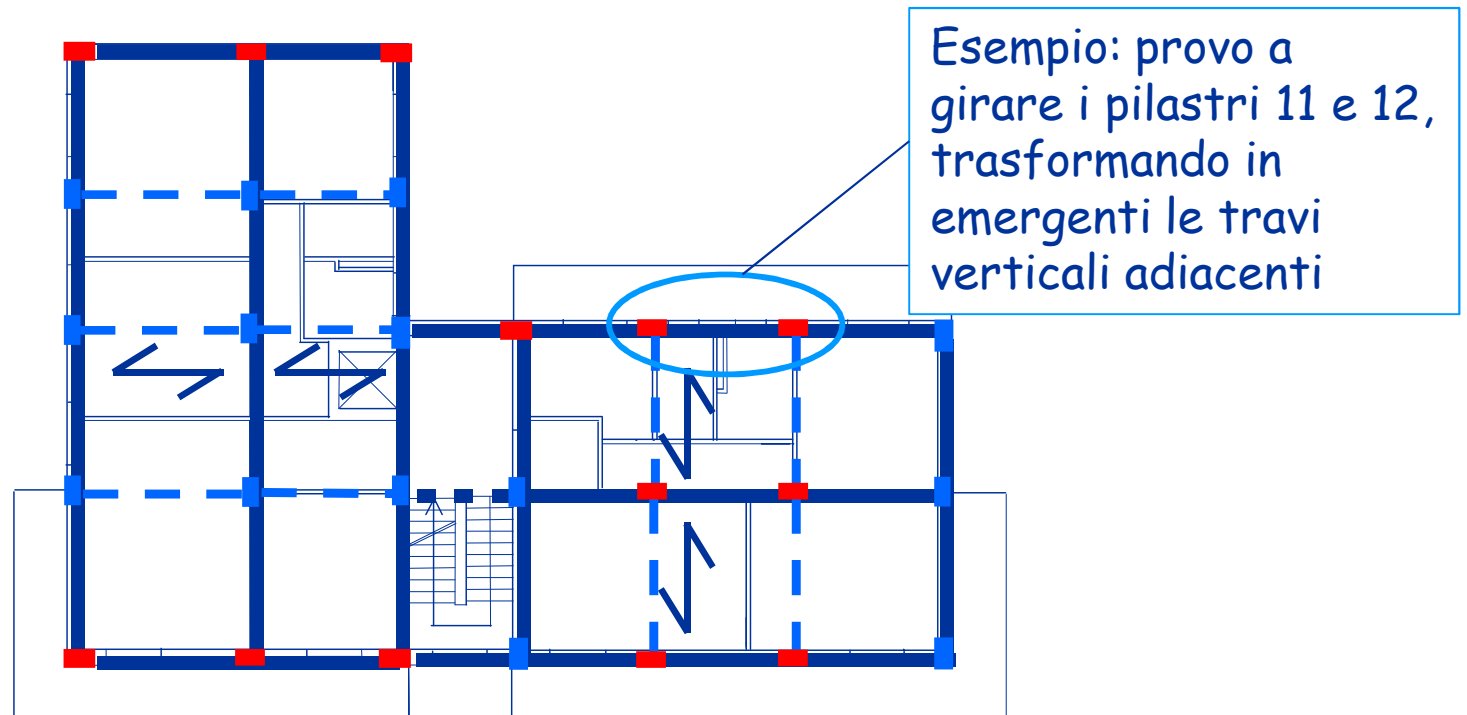 Esempio: provo a
girare i pilastri 11 e 12,
trasformando in
emergenti le travi
verticali adiacenti